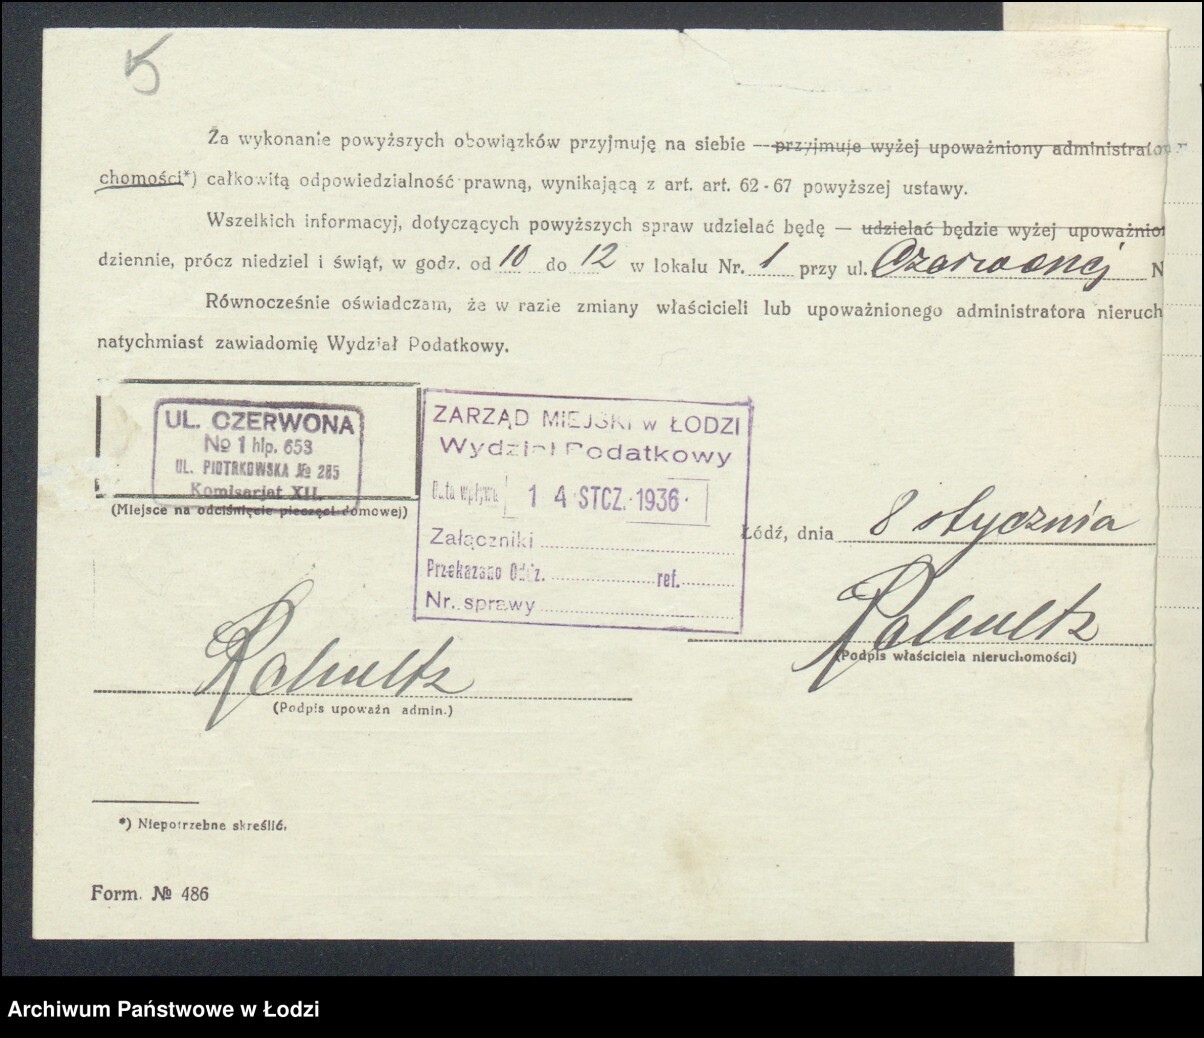 5
Za wykonanie powyższych obowiązków przyjmuję na siebie — przyjmuje wyżej upoważniony administrator
chomości*) całkowitą odpowiedzialność prawną, wynikającą z art. art. 62-67 powyższej ustawy.
Wszelkich informacyj, dotyczących powyższych spraw udzielać będę — udzielać będzie wyżej upoważnion
dziennie, prócz niedziel i świąt, w godz. od 10 do 12 w lokalu Nr. 1 przy ul. Czerwonej N
Równocześnie oświadczam, że w razie zmiany właścicieli lub upoważnionego administratora nieruch
natychmiast zawiadomię Wydział Podatkowy.
UL. CZERWONA
№ 1 hlp. 653
UL. PIOTRKOWSKA № 285
Komisarjat XII.
(Miejsce na odciśnięcie pieczęci domowej)
ZARZĄD MIEJSKI w ŁODZI
Wydział Podatkowy
Data wpływu 14 STCZ. 1936
Załączniki
Przekazano Oddz. ref.
Nr. sprawy
Łódź, dnia 8 stycznia
(Podpis właściciela nieruchomości)
(Podpis upoważn admin.)
*) Niepotrzebne skreślić.
Form. № 486
Archiwum Państwowe w Łodzi